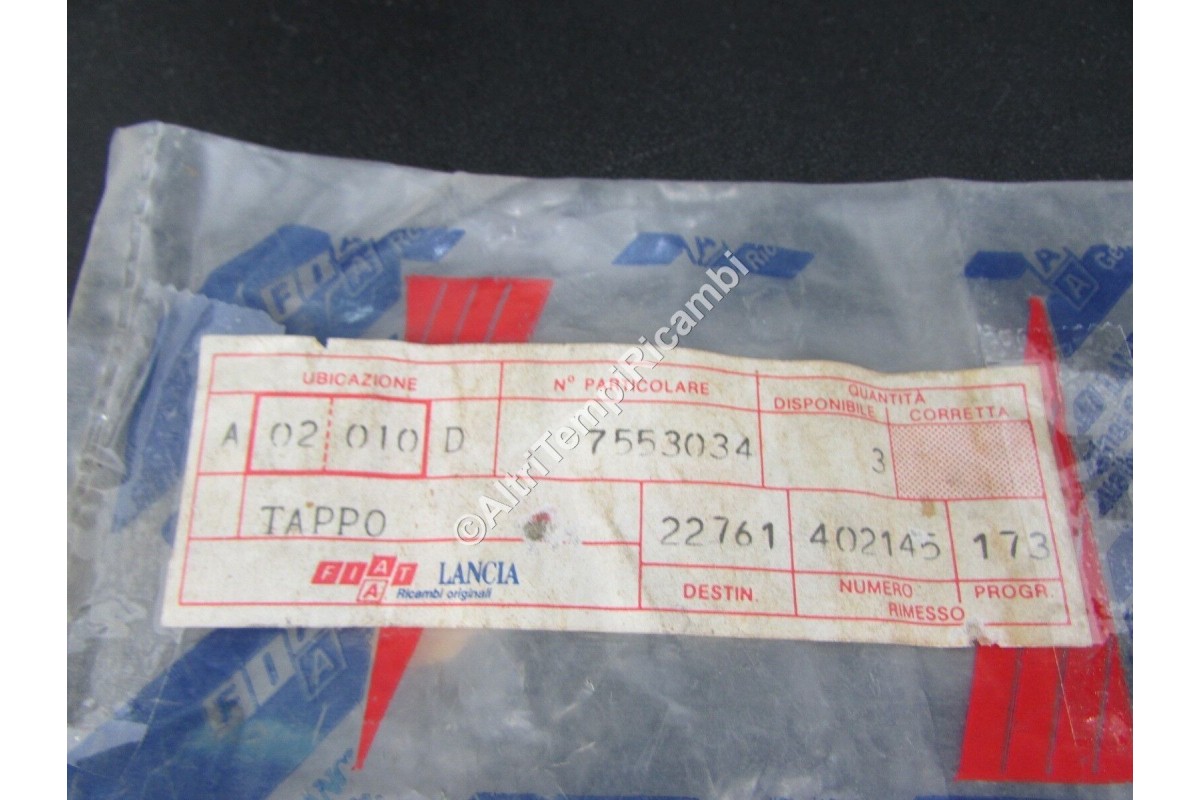 UBICAZIONE
N° PARTICOLARE
QUANTITÀ
DISPONIBILE CORRETTA
A 02 010 D 7553034 3
TAPPO 22761 402145 173
FIAT LANCIA
Ricambi originali
DESTIN. NUMERO RIMESSO PROGR.
©AltriTempiRicambi